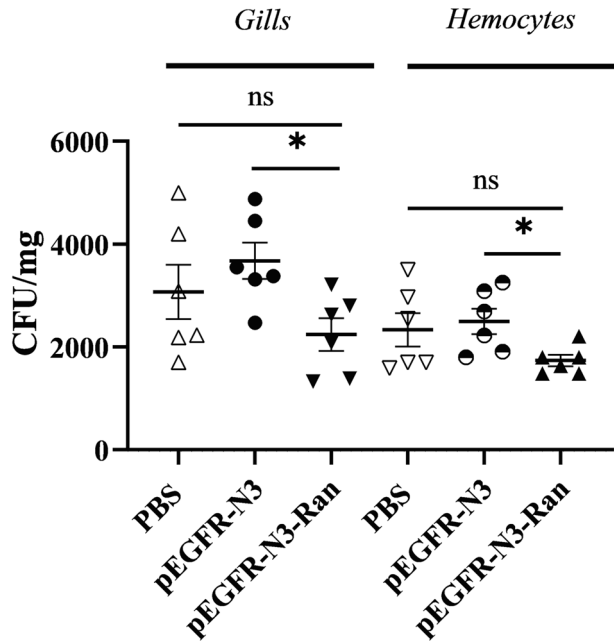 Gills Hemocytes
ns
*
ns
*
6000
4000
2000
0
CFU/mg
PBS
pEGFR-N3
pEGFR-N3-Ran
PBS
pEGFR-N3
pEGFR-N3-Ran